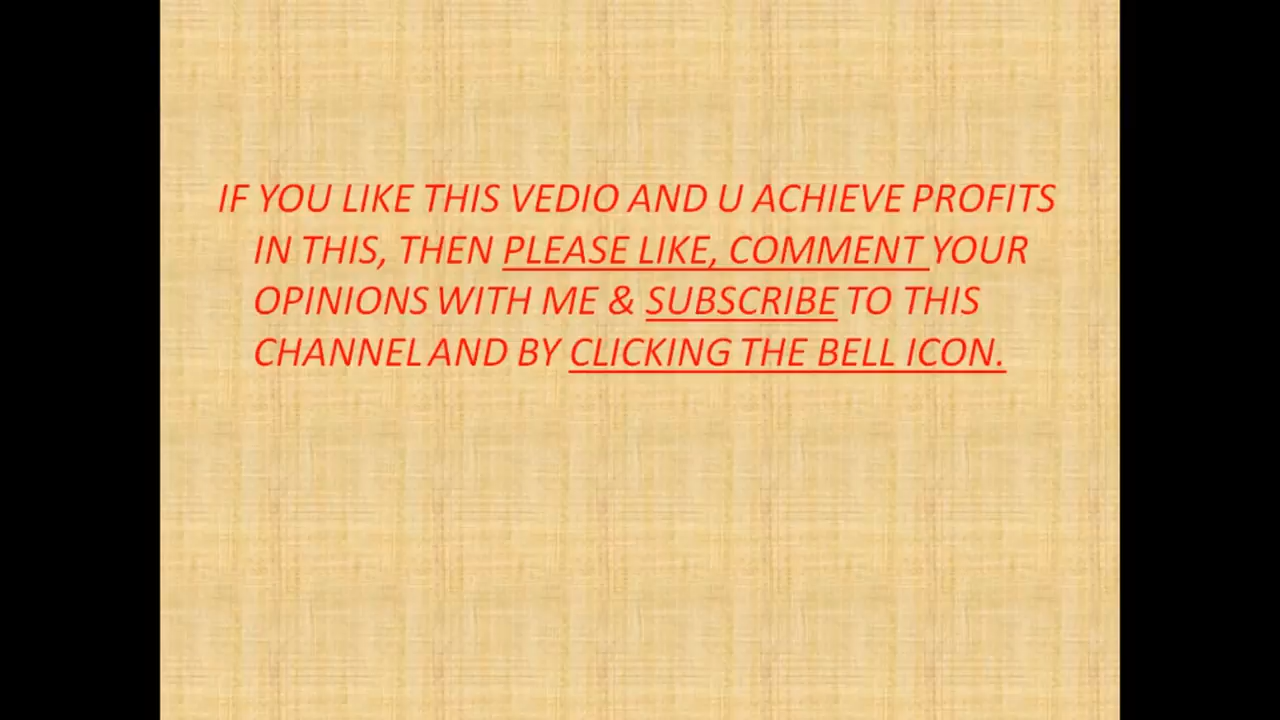 IF YOU LIKE THIS VEDIO AND U ACHIEVE PROFITS
IN THIS, THEN PLEASE LIKE, COMMENT YOUR
OPINIONS WITH ME & SUBSCRIBE TO THIS
CHANNEL AND BY CLICKING THE BELL ICON.